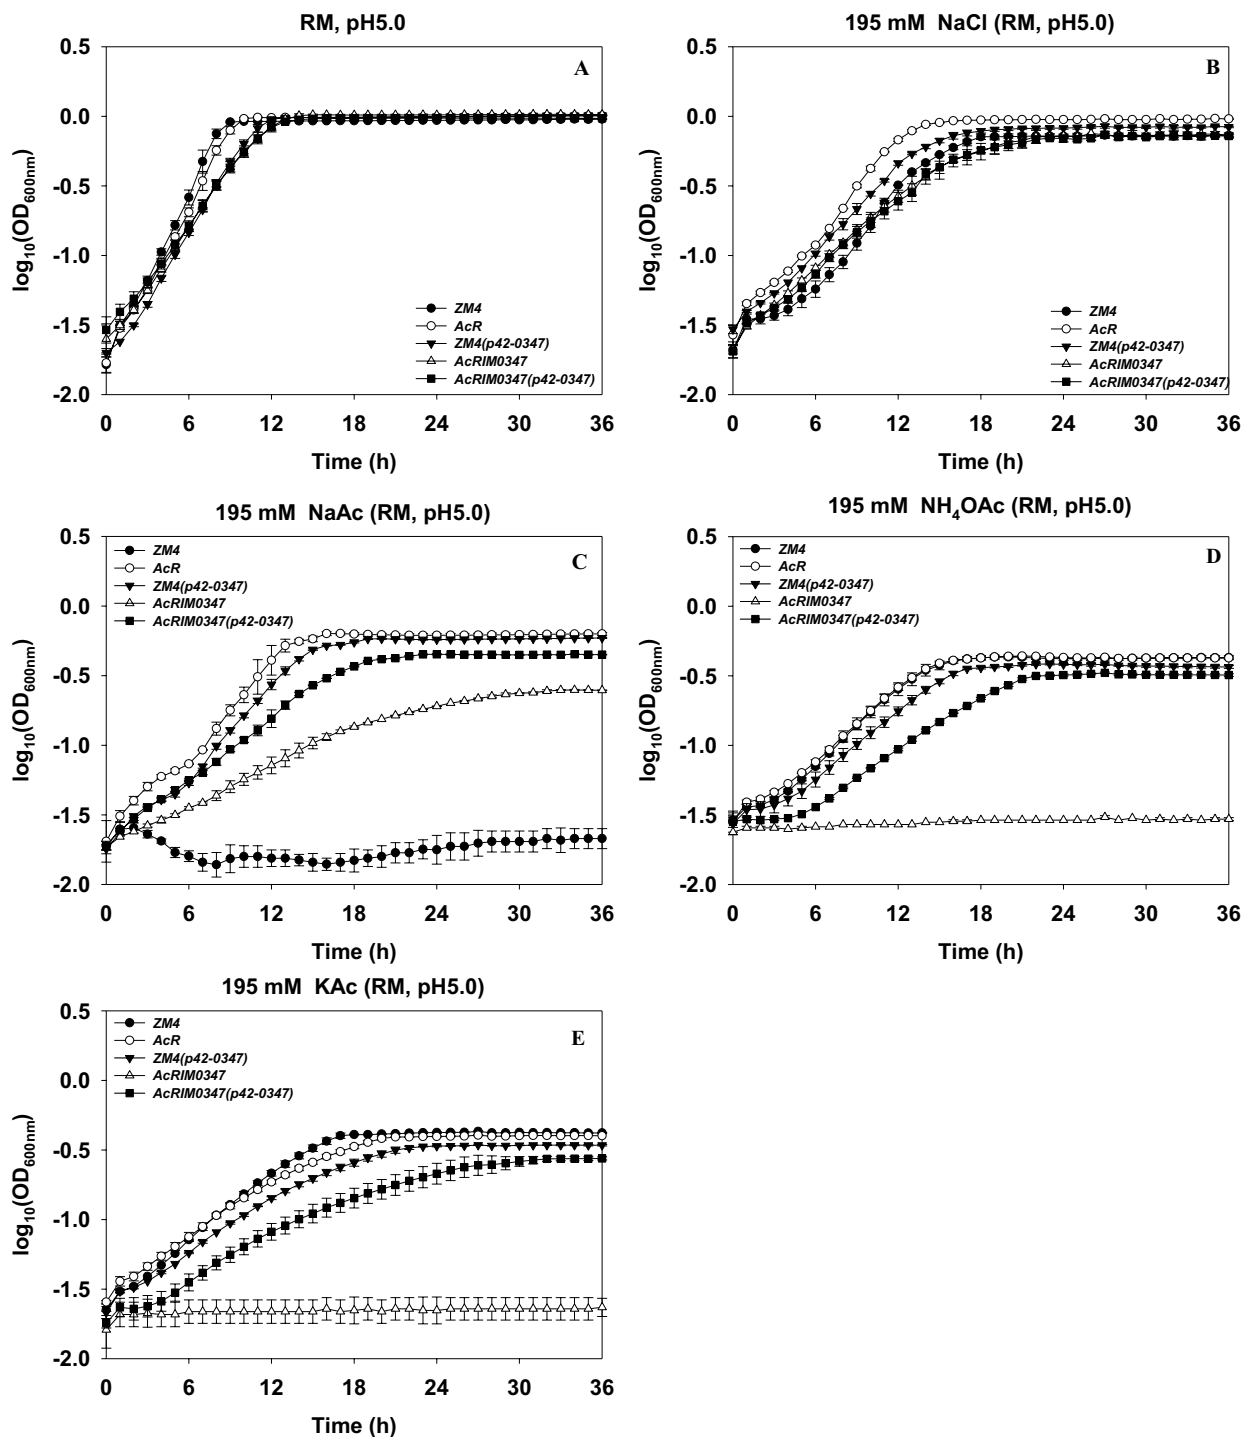 RM, pH5.0
A
log10(OD600nm)
0.5
0.0
-0.5
-1.0
-1.5
-2.0
ZM4
AcR
ZM4(p42-0347)
AcRIM0347
AcRIM0347(p42-0347)
0 6 12 18 24 30 36
Time (h)
195 mM NaCl (RM, pH5.0)
B
log10(OD600nm)
0.5
0.0
-0.5
-1.0
-1.5
-2.0
ZM4
AcR
ZM4(p42-0347)
AcRIM0347
AcRIM0347(p42-0347)
0 6 12 18 24 30 36
Time (h)
195 mM NaAc (RM, pH5.0)
C
log10(OD600nm)
0.5
0.0
-0.5
-1.0
-1.5
-2.0
ZM4
AcR
ZM4(p42-0347)
AcRIM0347
AcRIM0347(p42-0347)
0 6 12 18 24 30 36
Time (h)
195 mM NH4OAc (RM, pH5.0)
D
log10(OD600nm)
0.5
0.0
-0.5
-1.0
-1.5
-2.0
ZM4
AcR
ZM4(p42-0347)
AcRIM0347
AcRIM0347(p42-0347)
0 6 12 18 24 30 36
Time (h)
195 mM KAc (RM, pH5.0)
E
log10(OD600nm)
0.5
0.0
-0.5
-1.0
-1.5
-2.0
ZM4
AcR
ZM4(p42-0347)
AcRIM0347
AcRIM0347(p42-0347)
0 6 12 18 24 30 36
Time (h)